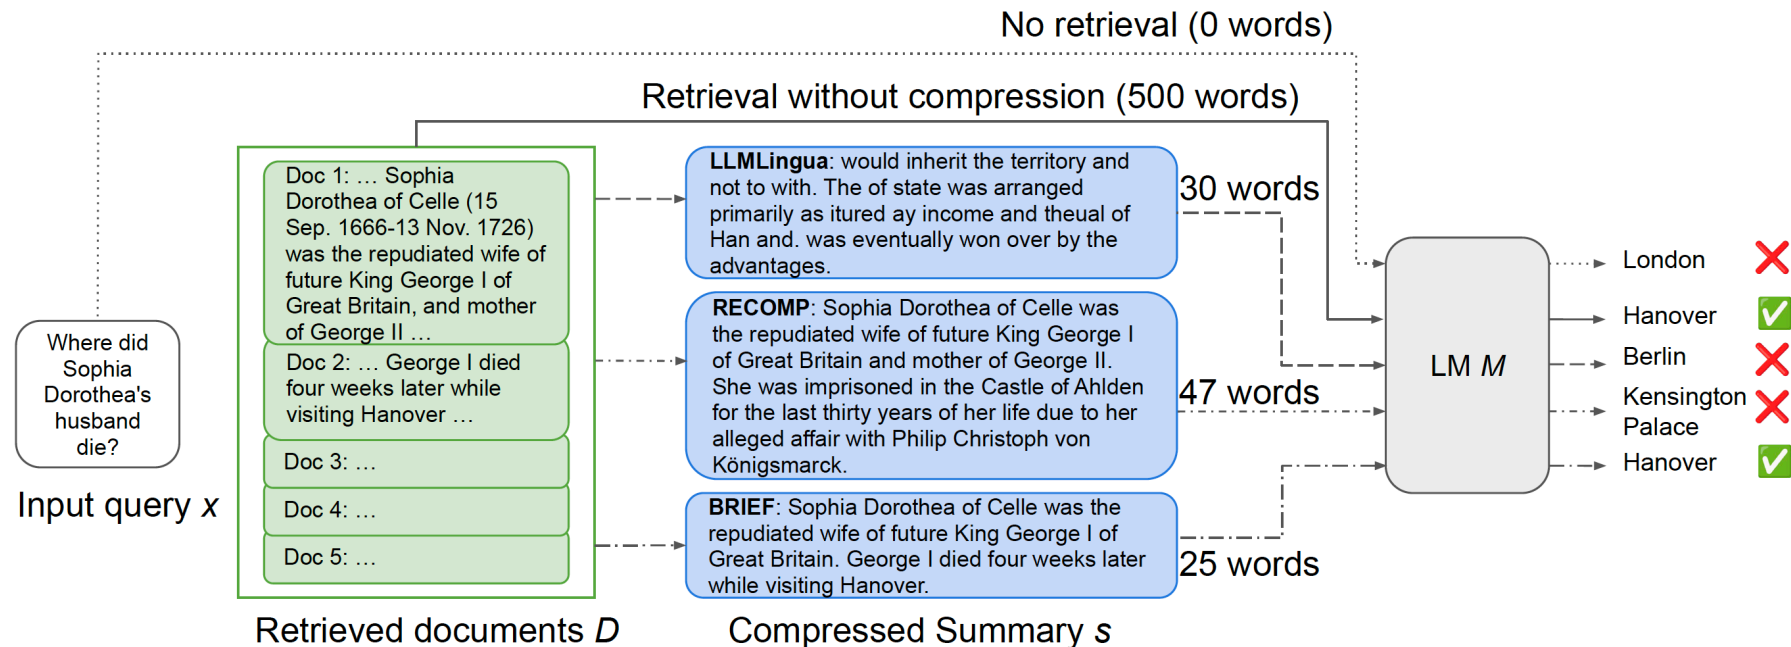 No retrieval (0 words)
Retrieval without compression (500 words)
Where did
Sophia
Dorothea's
husband
die?
Input query x
Doc 1: … Sophia
Dorothea of Celle (15
Sep. 1666-13 Nov. 1726)
was the repudiated wife of
future King George I of
Great Britain, and mother
of George II …
Doc 2: … George I died
four weeks later while
visiting Hanover …
Doc 3: …
Doc 4: …
Doc 5: …
Retrieved documents D
LLMLingua: would inherit the territory and
not to with. The of state was arranged
primarily as itured ay income and theual of
Han and. was eventually won over by the
advantages.
30 words
RECOMP: Sophia Dorothea of Celle was
the repudiated wife of future King George I
of Great Britain and mother of George II.
She was imprisoned in the Castle of Ahlden
for the last thirty years of her life due to her
alleged affair with Philip Christoph von
Königsmarck.
47 words
BRIEF: Sophia Dorothea of Celle was the
repudiated wife of future King George I of
Great Britain. George I died four weeks later
while visiting Hanover.
25 words
Compressed Summary s
LM M
London
Hanover
Berlin
Kensington
Palace
Hanover